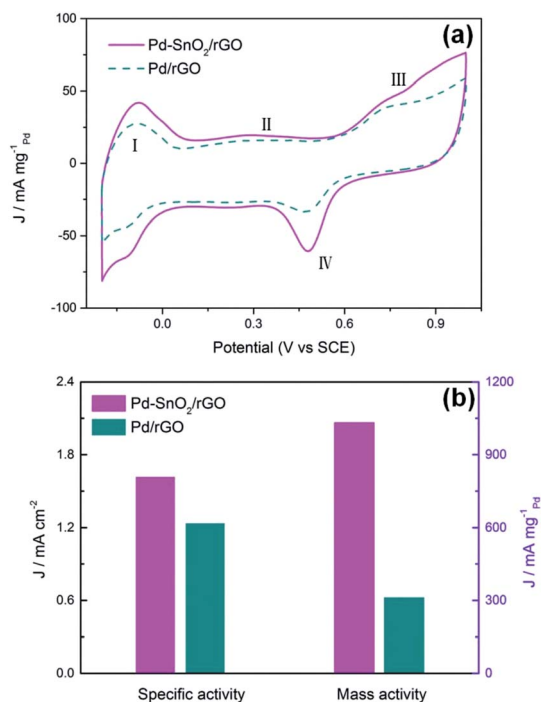 (a)
Pd-SnO₂/rGO
Pd/rGO
I
II
III
IV
100
50
0
-50
-100
J / mA mg⁻¹Pd
0.0 0.3 0.6 0.9
Potential (V vs SCE)
(b)
Pd-SnO₂/rGO
Pd/rGO
2.4
1.8
1.2
0.6
0.0
J / mA cm⁻²
1200
900
600
300
0
J / mA mg⁻¹Pd
Specific activity Mass activity